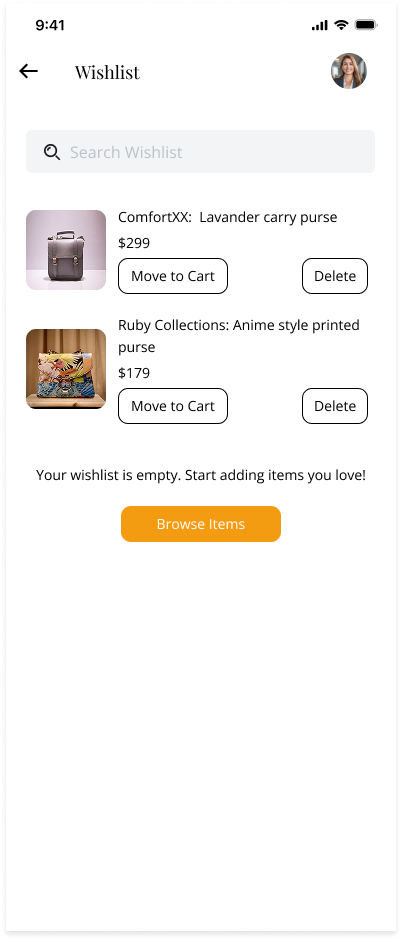 9:41
Wishlist
Search Wishlist
ComfortXX:  Lavander carry purse
$299
Move to Cart
Delete
Ruby Collections: Anime style printed
purse
$179
Move to Cart
Delete
Your wishlist is empty. Start adding items you love!
Browse Items